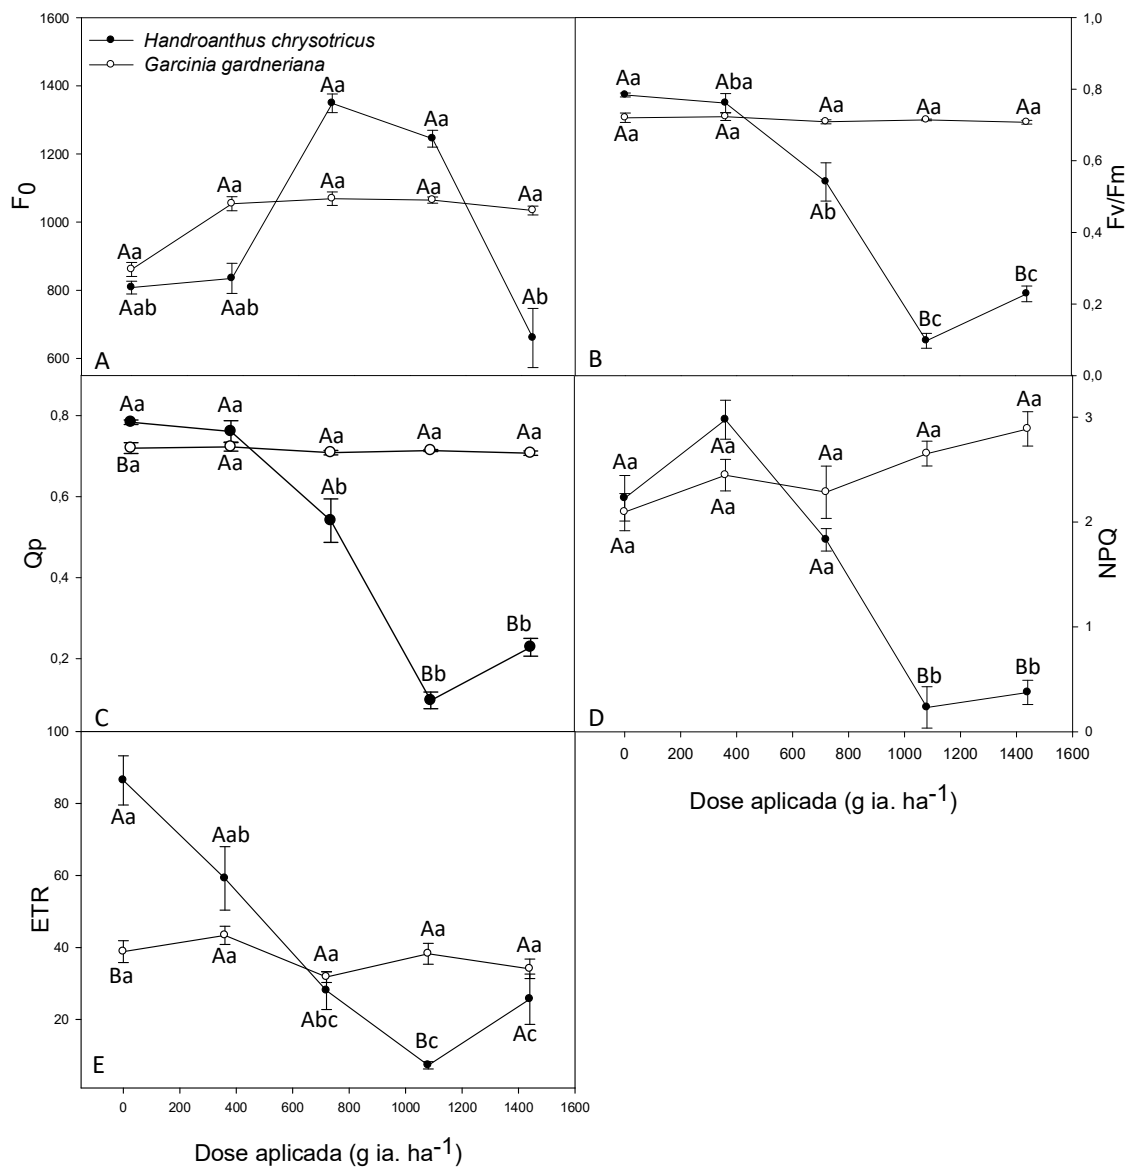 1600
1400
1200
1000
800
600
F0
Handroanthus chrysotricus
Garcinia gardneriana
Aa
Aa
Aa
Aa
Aa
Aa
Aa
Aab
Aab
Ab
A
1,0
0,8
0,6
0,4
0,2
0,0
Fv/Fm
Aa
Aba
Aa
Aa
Aa
Aa
Aa
Ab
Bc
Bc
B
0,8
0,6
0,4
0,2
Qp
Aa
Aa
Aa
Aa
Aa
Ba
Aa
Ab
Bb
Bb
C
3
2
1
0
NPQ
Aa
Aa
Aa
Aa
Aa
Aa
Aa
Aa
Bb
Bb
D
0 200 400 600 800 1000 1200 1400 1600
Dose aplicada (g ia. ha-1)
100
80
60
40
20
ETR
Aa
Aab
Aa
Aa
Aa
Ba
Aa
Abc
Bc
Ac
E
0 200 400 600 800 1000 1200 1400 1600
Dose aplicada (g ia. ha-1)